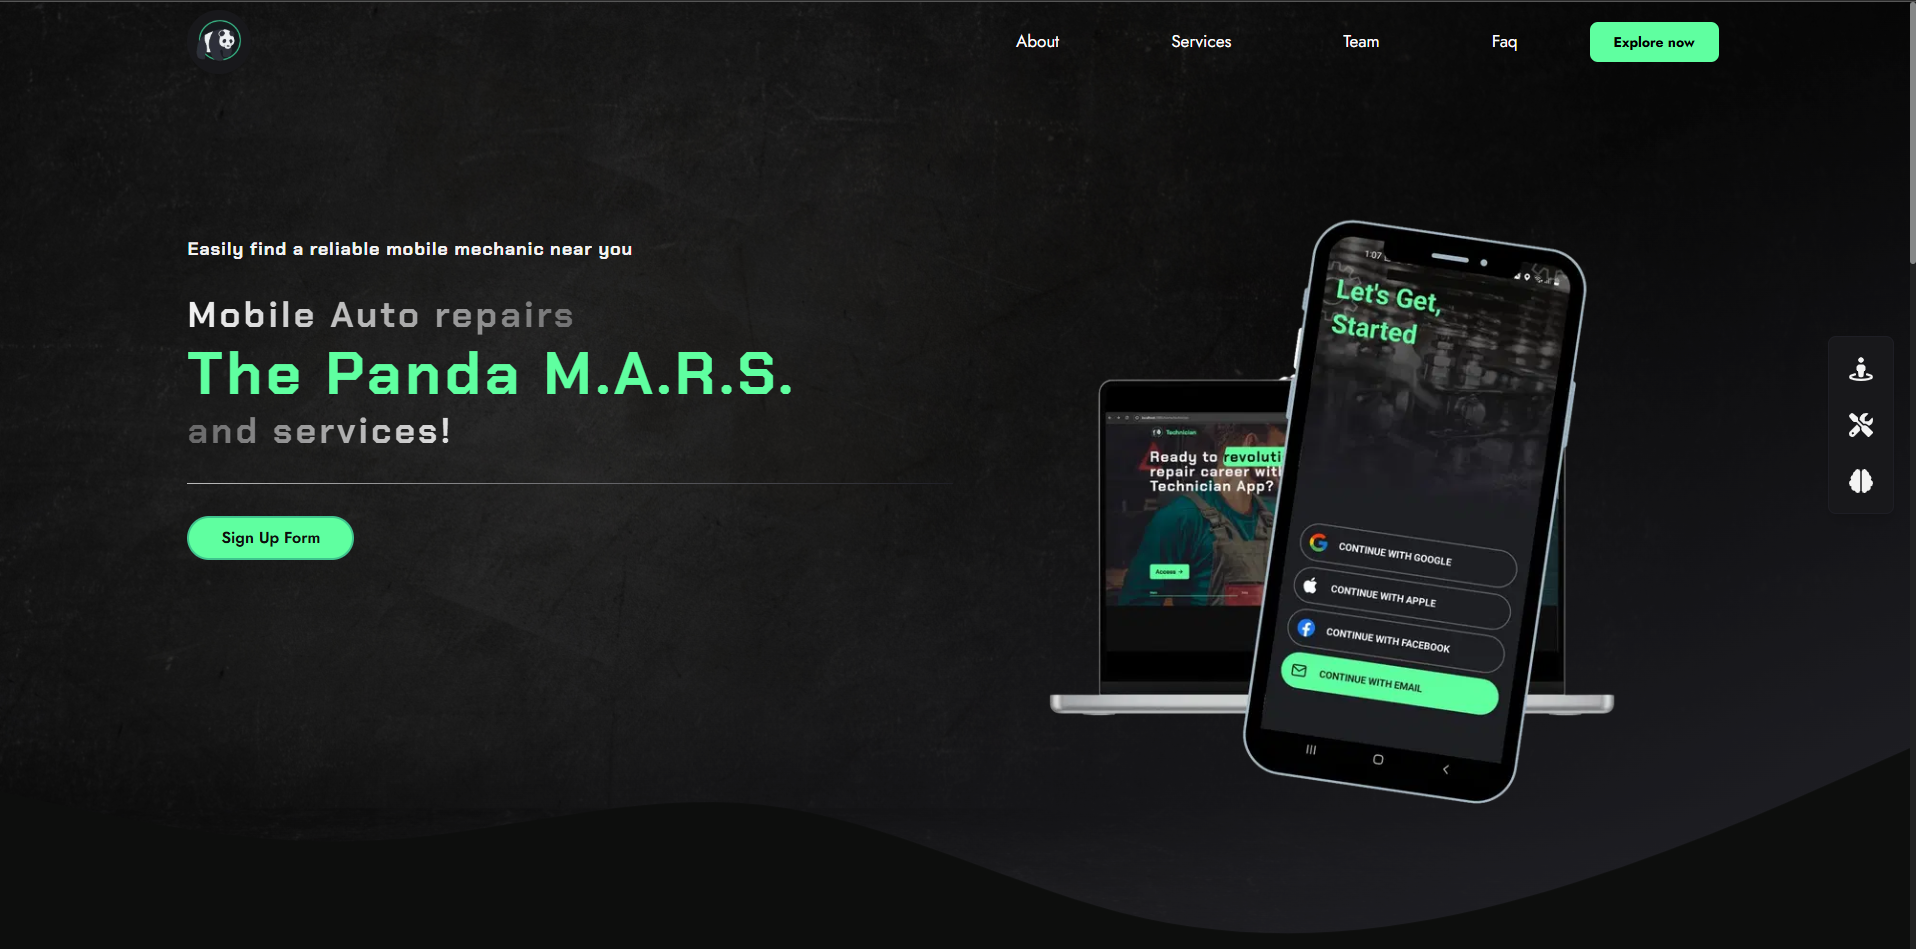 About
Services
Team
Faq
Explore now
Easily find a reliable mobile mechanic near you
Mobile Auto repairs
The Panda M.A.R.S.
and services!
Sign Up Form
Technician
Ready to revoluti
repair career with
Technician App?
Access
1:07
Let's Get,
Started
CONTINUE WITH GOOGLE
CONTINUE WITH APPLE
CONTINUE WITH FACEBOOK
CONTINUE WITH EMAIL